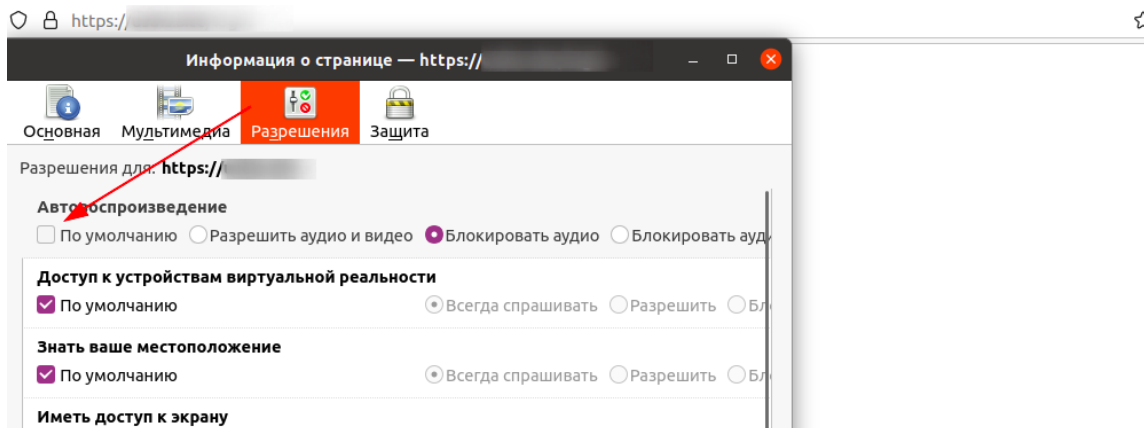 https://
Информация о странице — https://
Основная Мультимедиа Разрешения Защита
Разрешения для: https://
Автовоспроизведение
По умолчанию Разрешить аудио и видео Блокировать аудио Блокировать
Доступ к устройствам виртуальной реальности
По умолчанию Всегда спрашивать Разрешить
Знать ваше местоположение
По умолчанию Всегда спрашивать Разрешить
Иметь доступ к экрану